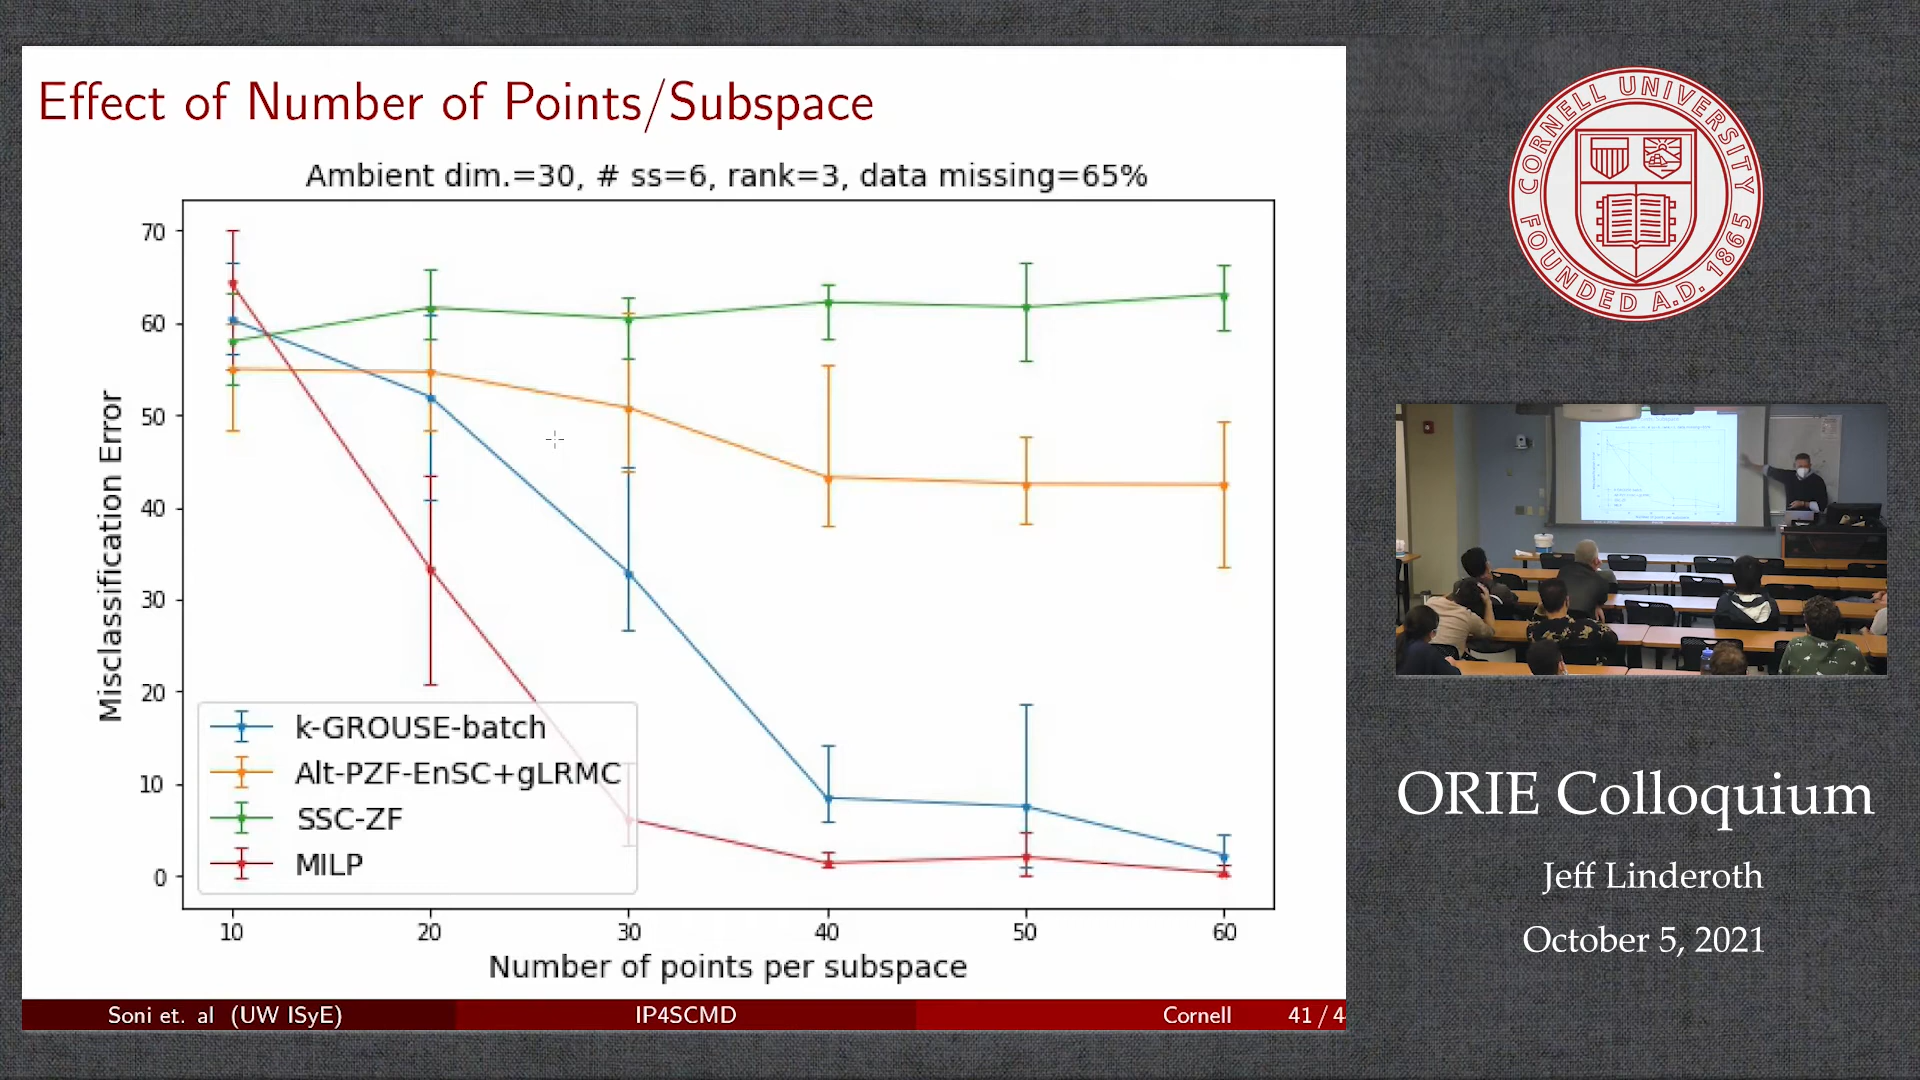 Effect of Number of Points/Subspace
Ambient dim.=30, # ss=6, rank=3, data missing=65%
70
60
50
40
30
20
10
0
Misclassification Error
k-GROUSE-batch
Alt-PZF-EnSC+gLRMC
SSC-ZF
MILP
10 20 30 40 50 60
Number of points per subspace
Soni et. al (UW ISyE) IP4SCMD Cornell 41 / 4
CORNELL UNIVERSITY
FOUNDED A.D. 1865
ORIE Colloquium
Jeff Linderoth
October 5, 2021